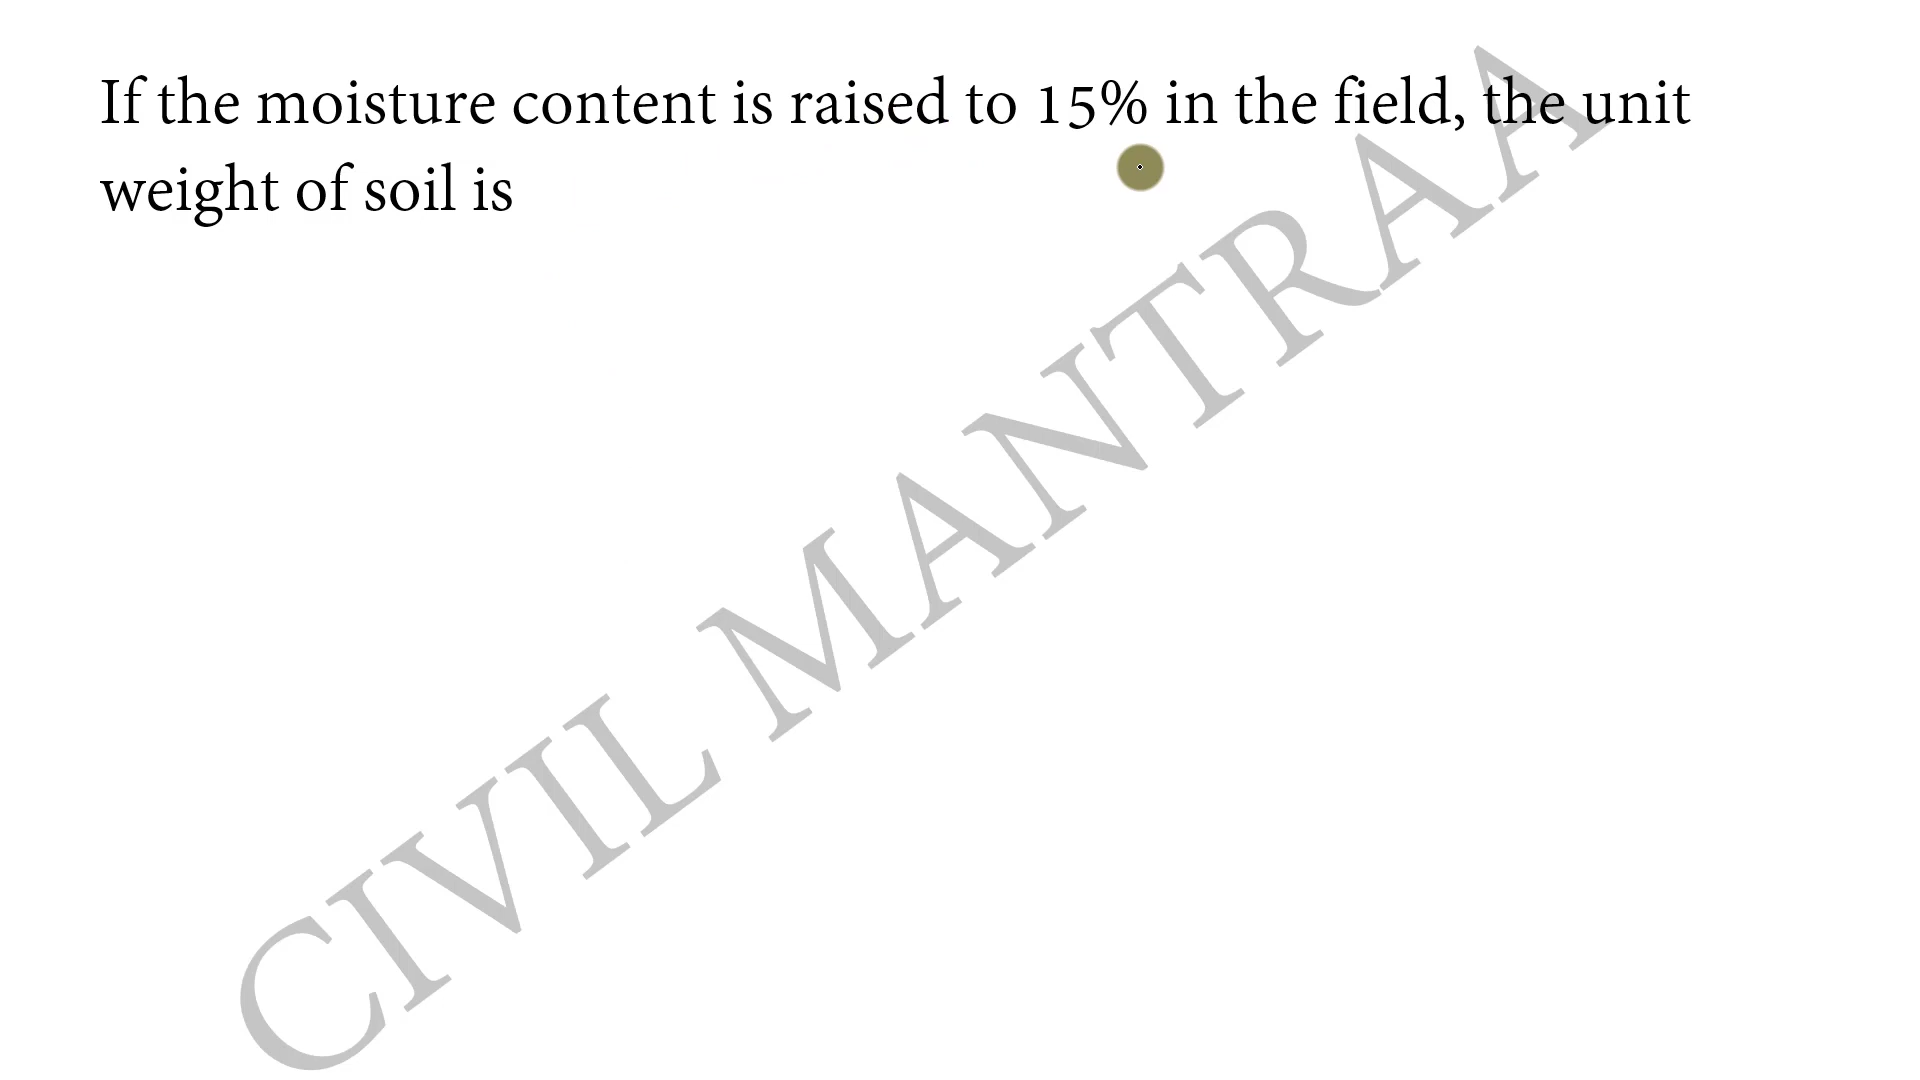 If the moisture content is raised to 15% in the field, the unit
weight of soil is
CIVIL MANTRAA